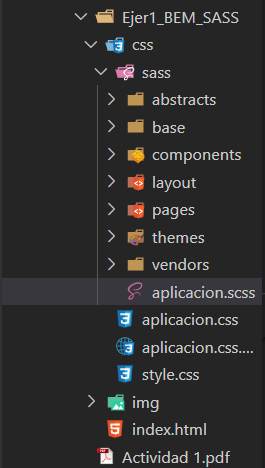 Ejer1_BEM_SASS
css
sass
abstracts
base
components
layout
pages
themes
vendors
aplicacion.scss
aplicacion.css
aplicacion.css....
style.css
img
index.html
Actividad 1.pdf